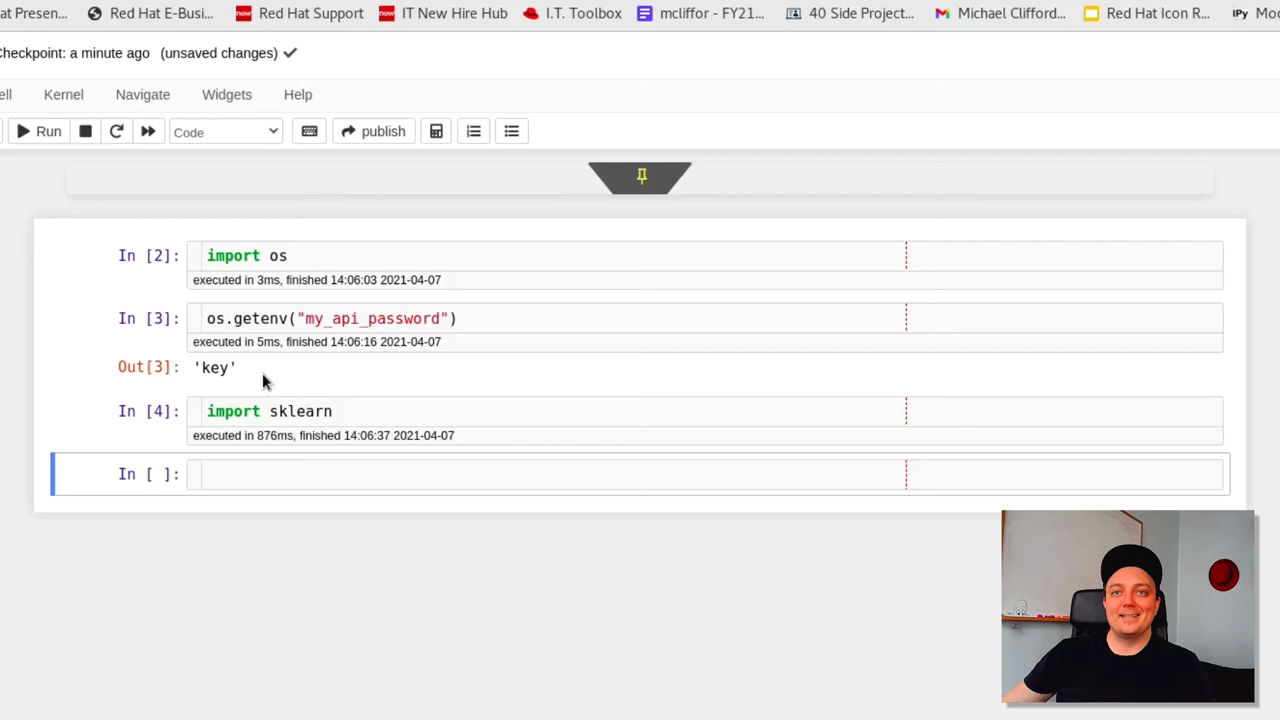 at Presen... Red Hat E-Busi... Red Hat Support IT New Hire Hub I.T. Toolbox mcliffor - FY21... 40 Side Project... Michael Clifford... Red Hat Icon R... IPy
Checkpoint: a minute ago (unsaved changes)
ell Kernel Navigate Widgets Help
Run Code publish
In [2]: import os
executed in 3ms, finished 14:06:03 2021-04-07
In [3]: os.getenv("my_api_password")
executed in 5ms, finished 14:06:16 2021-04-07
Out[3]: 'key'
In [4]: import sklearn
executed in 876ms, finished 14:06:37 2021-04-07
In [ ]: